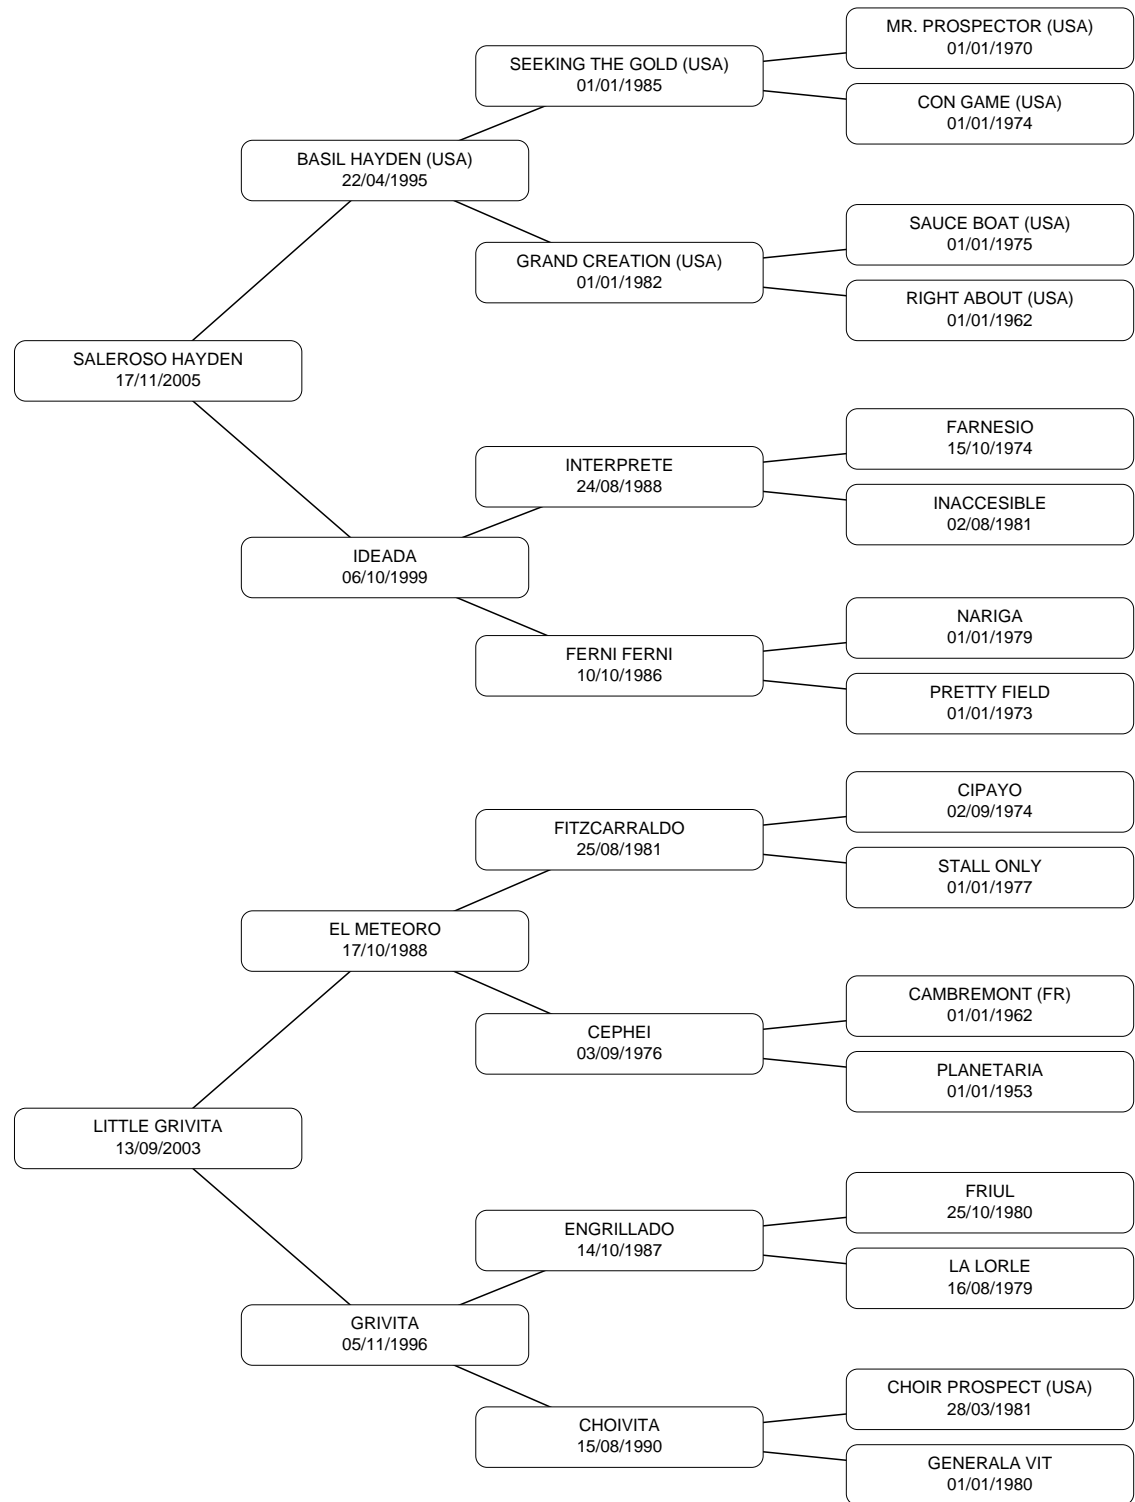 MR. PROSPECTOR (USA)
01/01/1970
SEEKING THE GOLD (USA)
01/01/1985
CON GAME (USA)
01/01/1974
BASIL HAYDEN (USA)
22/04/1995
SAUCE BOAT (USA)
01/01/1975
GRAND CREATION (USA)
01/01/1982
RIGHT ABOUT (USA)
01/01/1962
SALEROSO HAYDEN
17/11/2005
FARNESIO
15/10/1974
INTERPRETE
24/08/1988
INACCESIBLE
02/08/1981
IDEADA
06/10/1999
NARIGA
01/01/1979
FERNI FERNI
10/10/1986
PRETTY FIELD
01/01/1973
CIPAYO
02/09/1974
FITZCARRALDO
25/08/1981
STALL ONLY
01/01/1977
EL METEORO
17/10/1988
CAMBREMONT (FR)
01/01/1962
CEPHEI
03/09/1976
PLANETARIA
01/01/1953
LITTLE GRIVITA
13/09/2003
FRIUL
25/10/1980
ENGRILLADO
14/10/1987
LA LORLE
16/08/1979
GRIVITA
05/11/1996
CHOIR PROSPECT (USA)
28/03/1981
CHOIVITA
15/08/1990
GENERALA VIT
01/01/1980